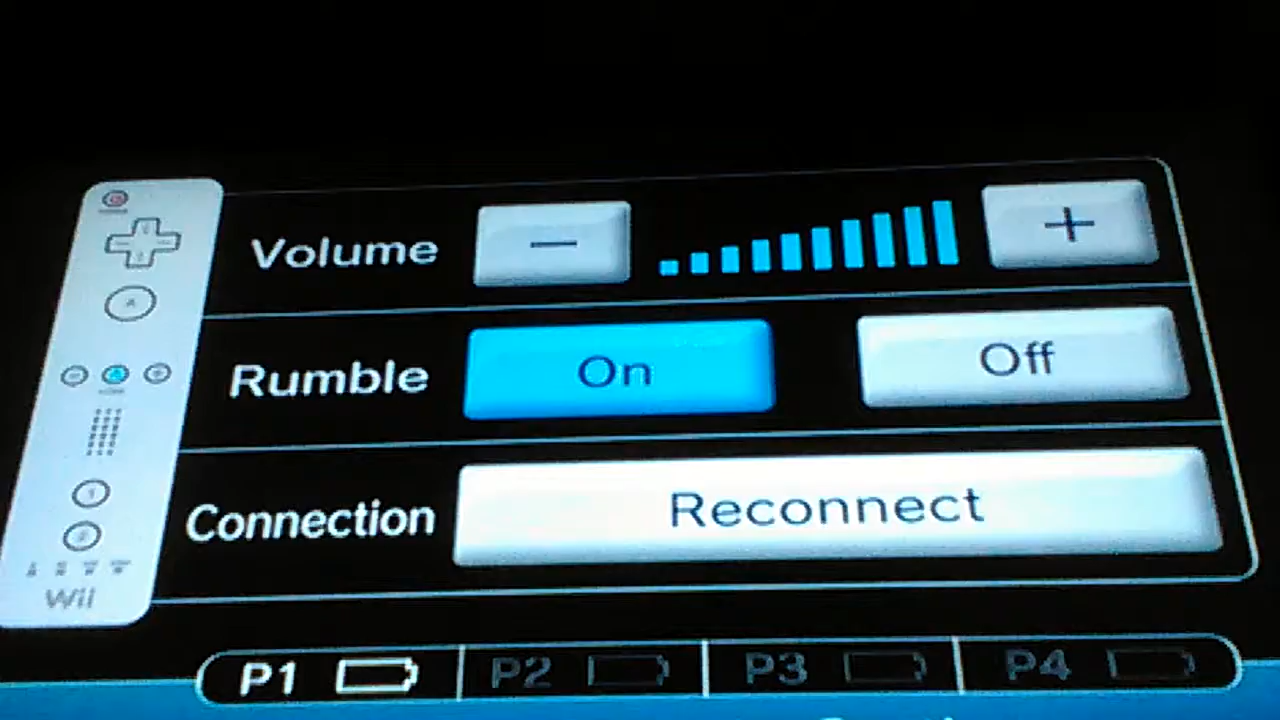 Volume − +
Rumble On Off
Connection Reconnect
Wii
P1 P2 P3 P4